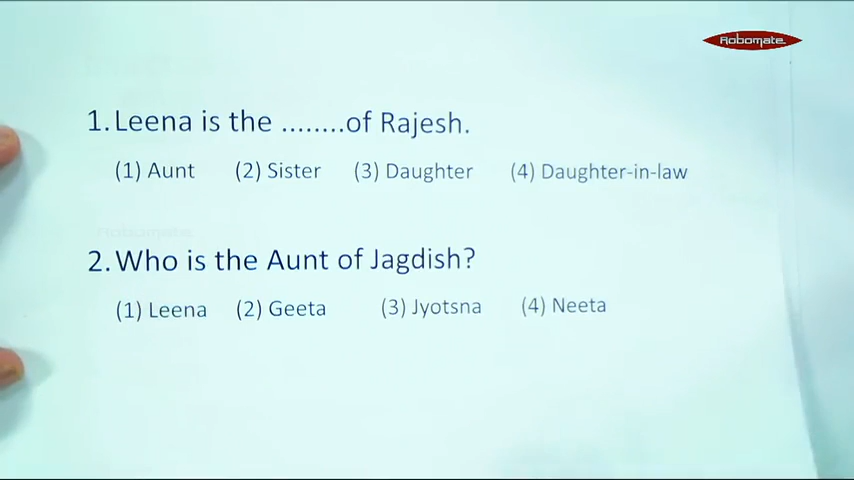 Robomate
1. Leena is the ........of Rajesh.
(1) Aunt (2) Sister (3) Daughter (4) Daughter-in-law
Robomate
2. Who is the Aunt of Jagdish?
(1) Leena (2) Geeta (3) Jyotsna (4) Neeta